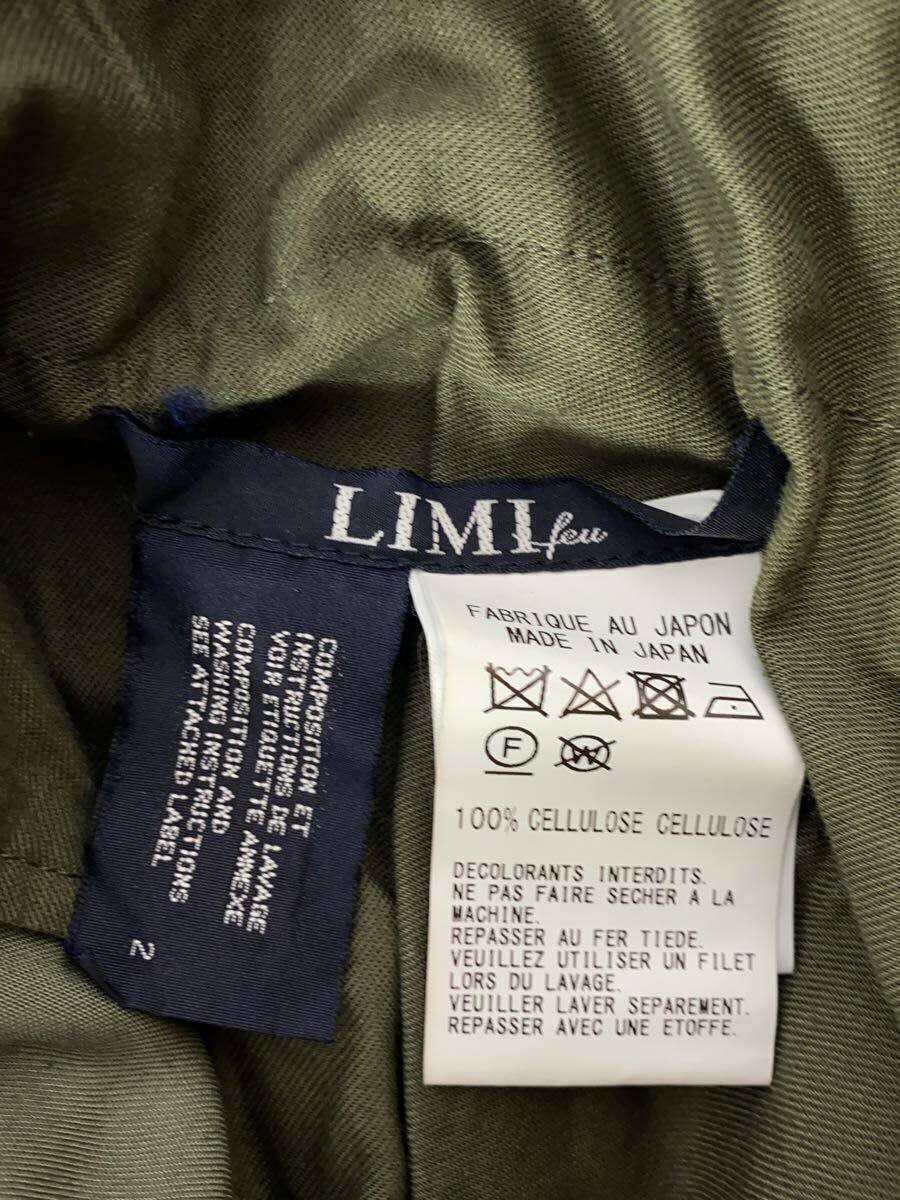 LIMI feu
COMPOSITION ET
INSTRUCTIONS DE LAVAGE
VOIR ETIQUETTE ANNEXE
COMPOSITION AND
WASHING INSTRUCTIONS
SEE ATTACHED LABEL
2
FABRIQUE AU JAPON
MADE IN JAPAN
F W
100% CELLULOSE CELLULOSE
DECOLORANTS INTERDITS.
NE PAS FAIRE SECHER A LA
MACHINE.
REPASSER AU FER TIEDE.
VEUILLEZ UTILISER UN FILET
LORS DU LAVAGE.
VEUILLER LAVER SEPAREMENT.
REPASSER AVEC UNE ETOFFE.